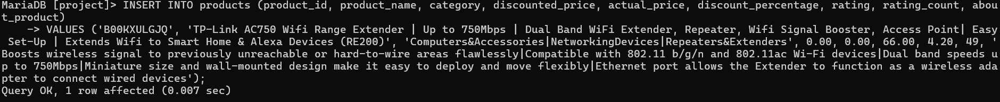 MariaDB [project]> INSERT INTO products (product_id, product_name, category, discounted_price, actual_price, discount_percentage, rating, rating_count, abou
t_product)
    -> VALUES ('B00KXULGJQ', 'TP-Link AC750 Wifi Range Extender | Up to 750Mbps | Dual Band WiFi Extender, Repeater, Wifi Signal Booster, Access Point| Easy
 Set-Up | Extends Wifi to Smart Home & Alexa Devices (RE200)', 'Computers&Accessories|NetworkingDevices|Repeaters&Extenders', 0.00, 0.00, 66.00, 4.20, 49, '
Boosts wireless signal to previously unreachable or hard-to-wire areas flawlessly|Compatible with 802.11 b/g/n and 802.11ac Wi-Fi devices|Dual band speeds u
p to 750Mbps|Miniature size and wall-mounted design make it easy to deploy and move flexibly|Ethernet port allows the Extender to function as a wireless ada
pter to connect wired devices');
Query OK, 1 row affected (0.007 sec)